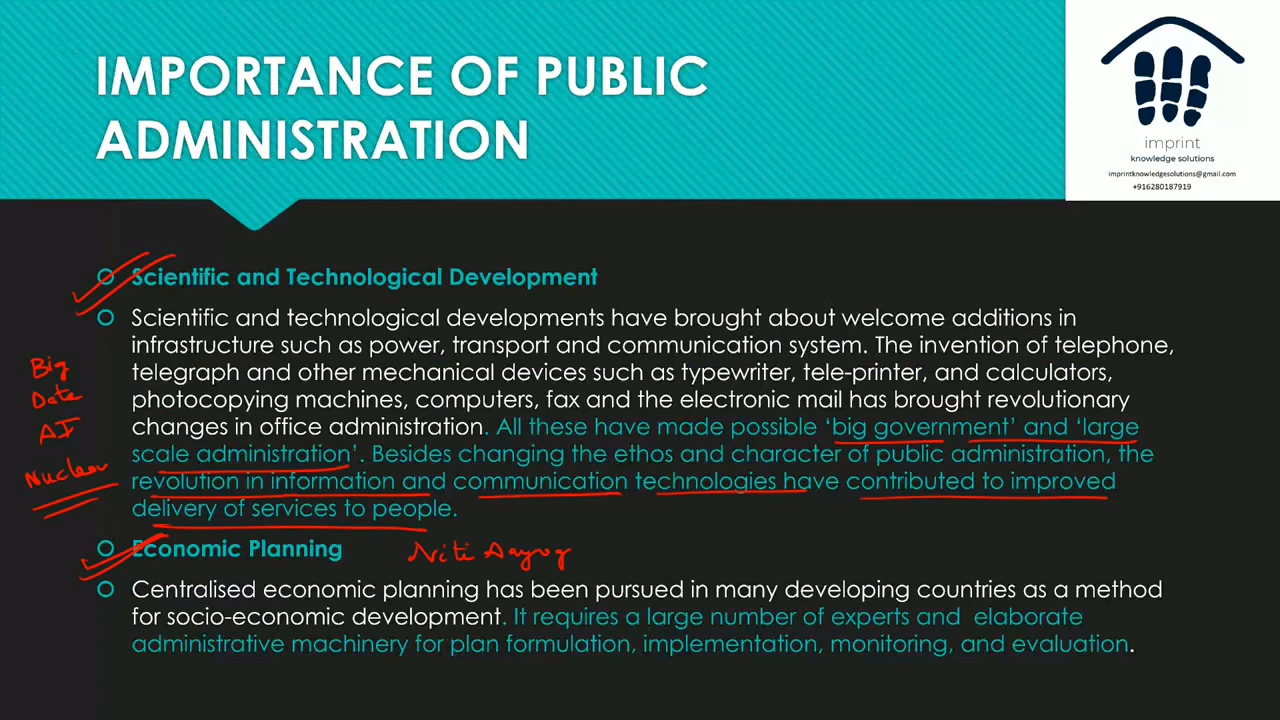 IMPORTANCE OF PUBLIC
ADMINISTRATION
imprint
knowledge solutions
imprintknowledgesolutions@gmail.com
+916280187919
Scientific and Technological Development
Scientific and technological developments have brought about welcome additions in
infrastructure such as power, transport and communication system. The invention of telephone,
telegraph and other mechanical devices such as typewriter, tele-printer, and calculators,
photocopying machines, computers, fax and the electronic mail has brought revolutionary
changes in office administration. All these have made possible ‘big government’ and ‘large
scale administration’. Besides changing the ethos and character of public administration, the
revolution in information and communication technologies have contributed to improved
delivery of services to people.
Big
Data
AI
Nuclear
Economic Planning
Niti Aayog
Centralised economic planning has been pursued in many developing countries as a method
for socio-economic development. It requires a large number of experts and elaborate
administrative machinery for plan formulation, implementation, monitoring, and evaluation.